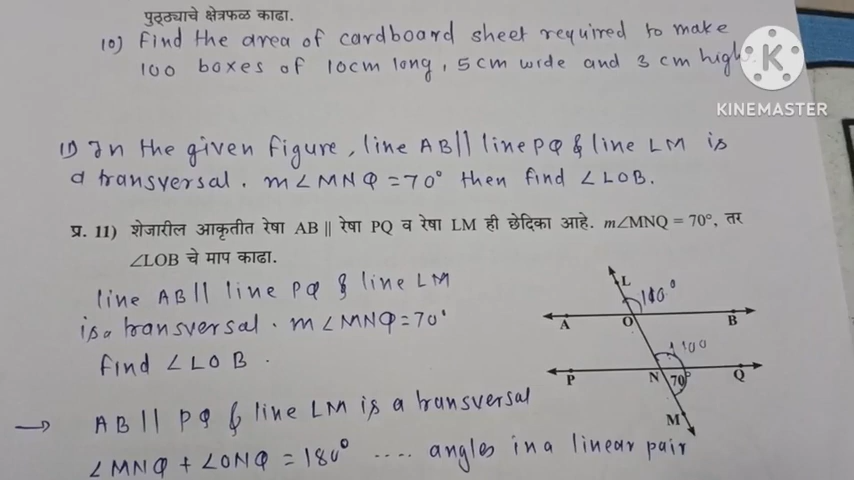 पुठ्ठ्याचे क्षेत्रफळ काढा.
10) Find the area of cardboard sheet required to make
100 boxes of 10cm long, 5cm wide and 3 cm high.
KINEMASTER
11) In the given figure, line AB || line PQ & line LM is
a transversal. m∠MNQ = 70° then find ∠LOB.
प्र. 11) शेजारील आकृतीत रेषा AB || रेषा PQ व रेषा LM ही छेदिका आहे. m∠MNQ = 70°, तर
∠LOB चे माप काढा.
line AB || line PQ & line LM
is a transversal. m∠MNQ = 70°
find ∠LOB.
L 110°
A O B
110
P N 70° Q
M
→ AB || PQ & line LM is a transversal
∠MNQ + ∠ONQ = 180° .... angles in a linear pair